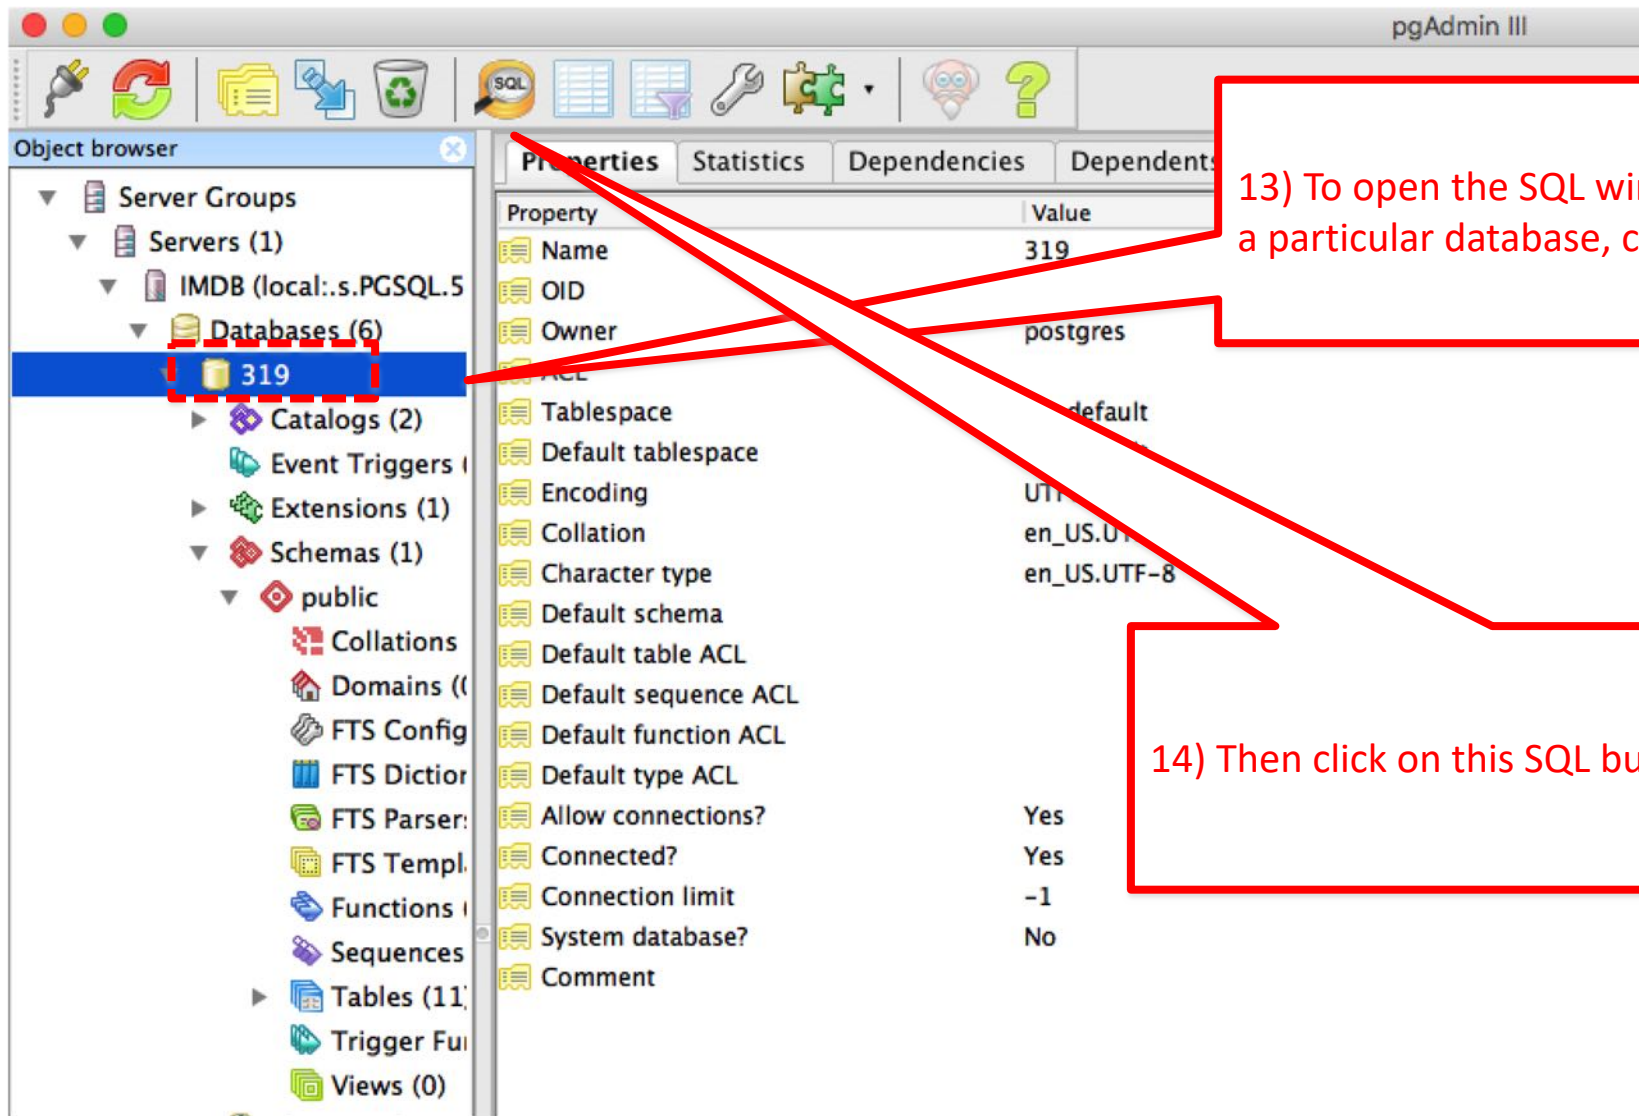 pgAdmin III
SQL
Object browser
Properties Statistics Dependencies Dependents
Server Groups
Servers (1)
IMDB (local:.s.PGSQL.5
Databases (6)
319
Catalogs (2)
Event Triggers (
Extensions (1)
Schemas (1)
public
Collations
Domains ((
FTS Config
FTS Diction
FTS Parser
FTS Templ
Functions (
Sequences
Tables (11)
Trigger Fu
Views (0)
Property Value
Name 319
OID
Owner postgres
ACL
Tablespace default
Default tablespace
Encoding
Collation en_US.UT
Character type en_US.UTF-8
Default schema
Default table ACL
Default sequence ACL
Default function ACL
Default type ACL
Allow connections? Yes
Connected? Yes
Connection limit -1
System database? No
Comment
13) To open the SQL wi
a particular database, c
14) Then click on this SQL bu